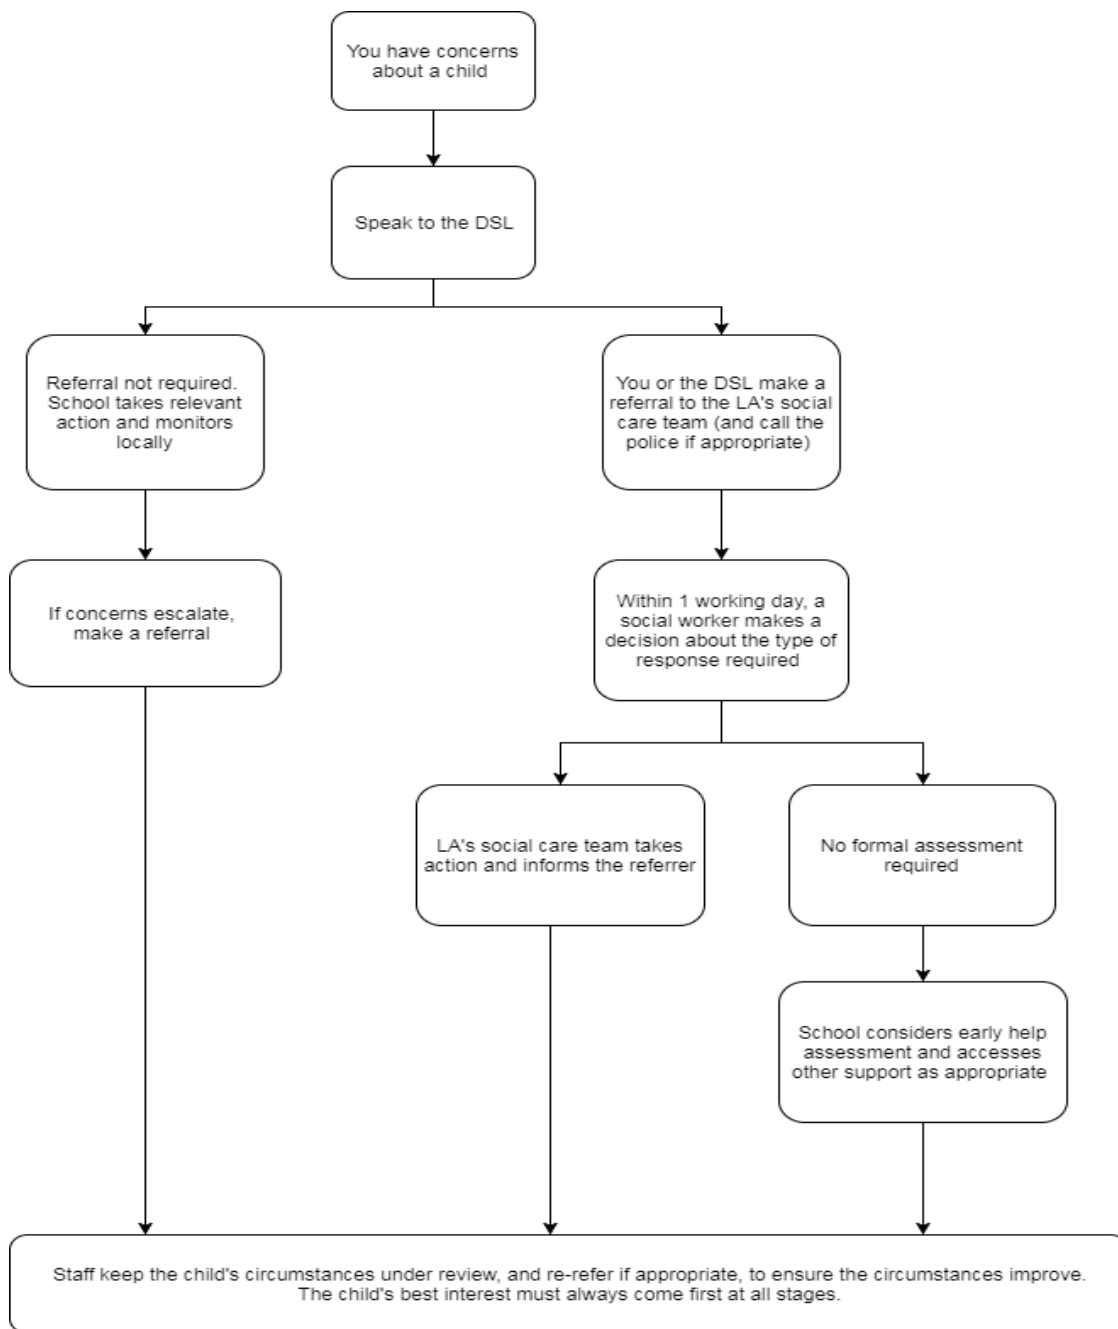 You have concerns
about a child
Speak to the DSL
Referral not required.
School takes relevant
action and monitors
locally
You or the DSL make a
referral to the LA's social
care team (and call the
police if appropriate)
If concerns escalate,
make a referral
Within 1 working day, a
social worker makes a
decision about the type of
response required
LA's social care team takes
action and informs the referrer
No formal assessment
required
School considers early help
assessment and accesses
other support as appropriate
Staff keep the child's circumstances under review, and re-refer if appropriate, to ensure the circumstances improve.
The child's best interest must always come first at all stages.